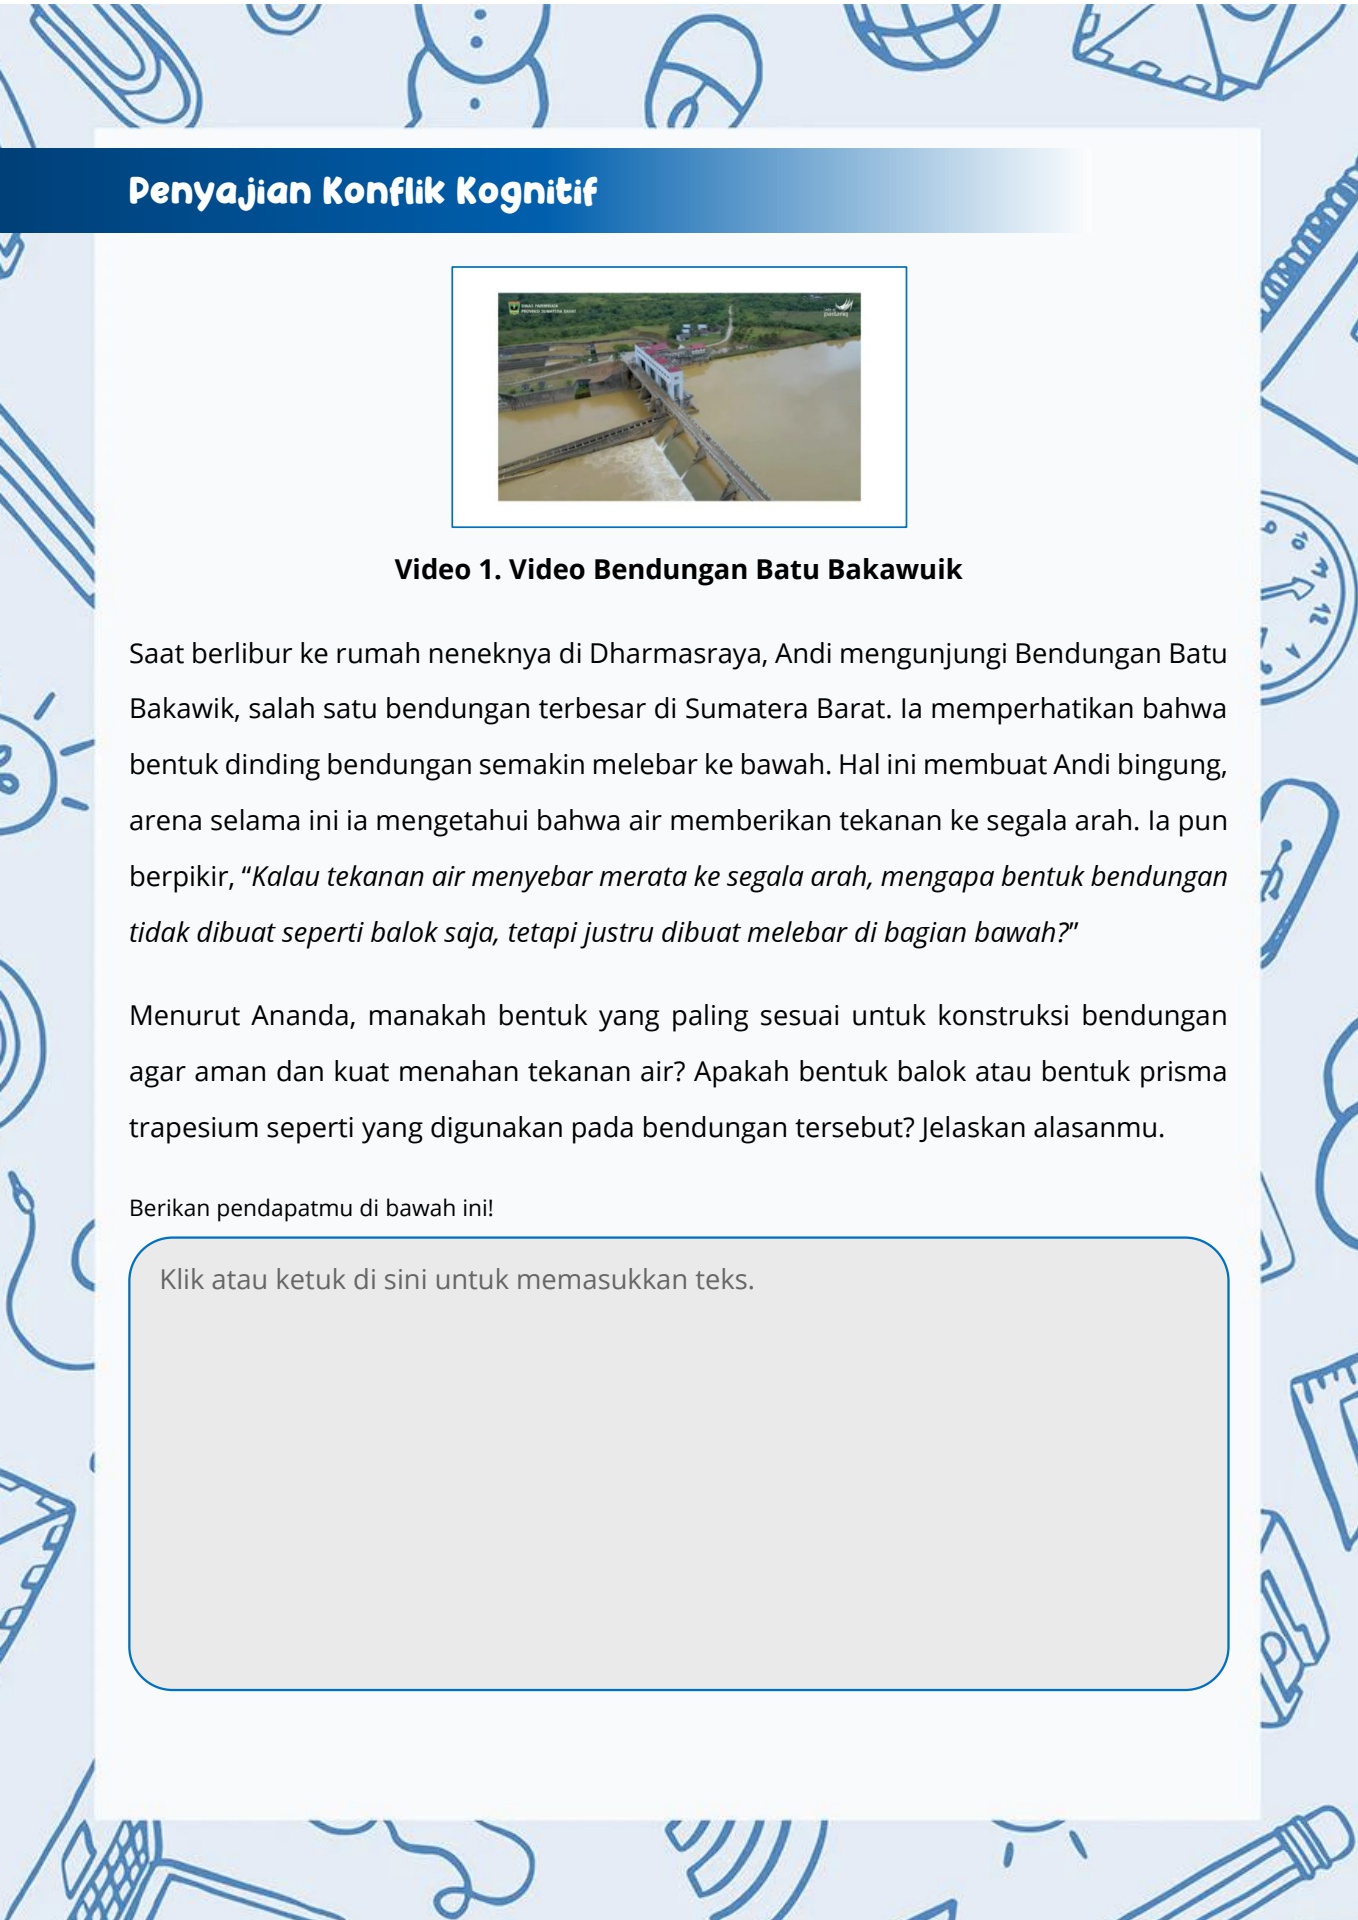 Penyajian Konflik Kognitif
DINAS PARIWISATA
PROVINSI SUMATERA BARAT
padang
Video 1. Video Bendungan Batu Bakawuik
Saat berlibur ke rumah neneknya di Dharmasraya, Andi mengunjungi Bendungan Batu
Bakawik, salah satu bendungan terbesar di Sumatera Barat. Ia memperhatikan bahwa
bentuk dinding bendungan semakin melebar ke bawah. Hal ini membuat Andi bingung,
arena selama ini ia mengetahui bahwa air memberikan tekanan ke segala arah. Ia pun
berpikir, “Kalau tekanan air menyebar merata ke segala arah, mengapa bentuk bendungan
tidak dibuat seperti balok saja, tetapi justru dibuat melebar di bagian bawah?”
Menurut Ananda, manakah bentuk yang paling sesuai untuk konstruksi bendungan
agar aman dan kuat menahan tekanan air? Apakah bentuk balok atau bentuk prisma
trapesium seperti yang digunakan pada bendungan tersebut? Jelaskan alasanmu.
Berikan pendapatmu di bawah ini!
Klik atau ketuk di sini untuk memasukkan teks.